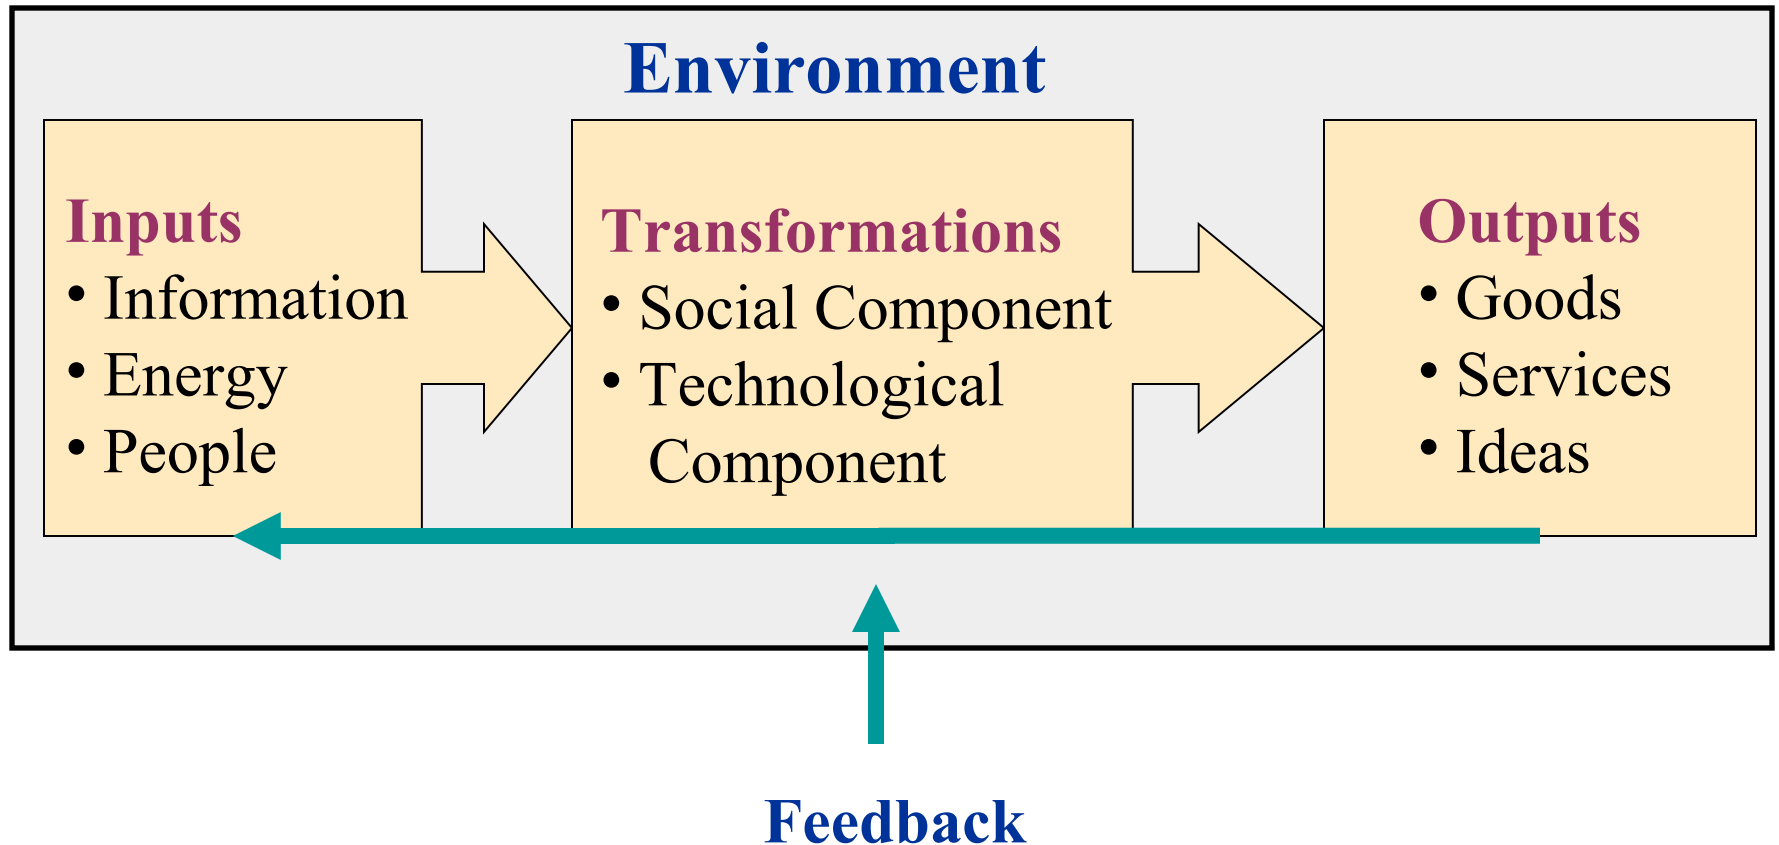 Environment
Inputs
• Information
• Energy
• People
Transformations
• Social Component
• Technological
Component
Outputs
• Goods
• Services
• Ideas
Feedback